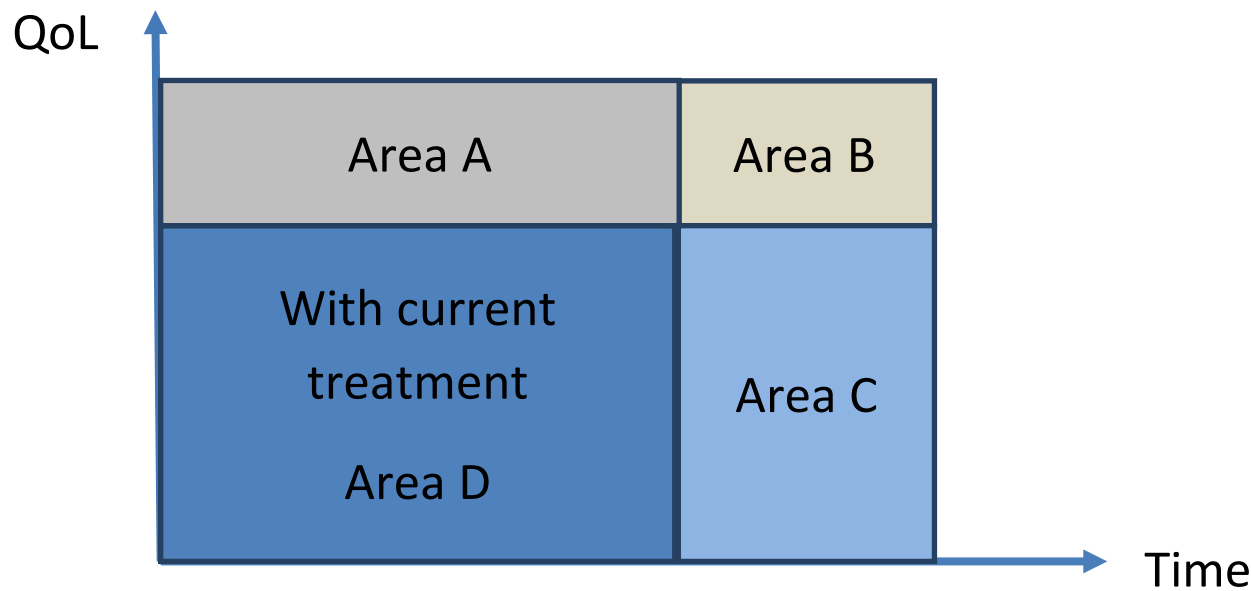 QoL
Area A
Area B
With current
treatment
Area C
Area D
Time